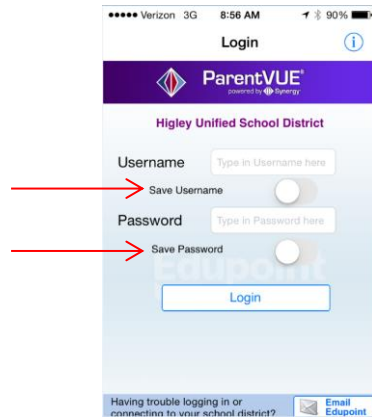 Verizon 3G 8:56 AM 90%
Login
ParentVUE
powered by Synergy
Higley Unified School District
Username Type in Username here
Save Username
Password Type in Password here
Save Password
Edupoint
Login
Having trouble logging in or Email
connecting to your school district? Edupoint